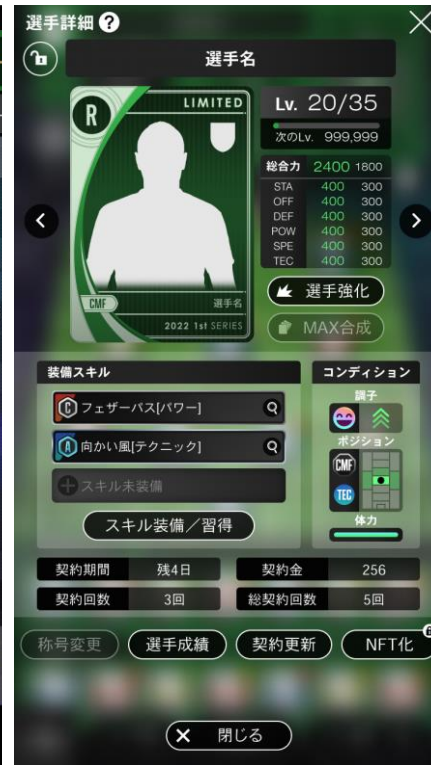 選手詳細 ?
選手名
R
LIMITED
CMF
選手名
2022 1st SERIES
Lv. 20/35
次のLv. 999,999
総合力 2400 1800
STA 400 300
OFF 400 300
DEF 400 300
POW 400 300
SPE 400 300
TEC 400 300
選手強化
MAX合成
装備スキル
C フェザーパス[パワー]
A 向かい風[テクニック]
スキル未装備
スキル装備/習得
コンディション
調子
ポジション
CMF
TEC
体力
契約期間 残4日 契約金 256
契約回数 3回 総契約回数 5回
称号変更 選手成績 契約更新 NFT化
× 閉じる